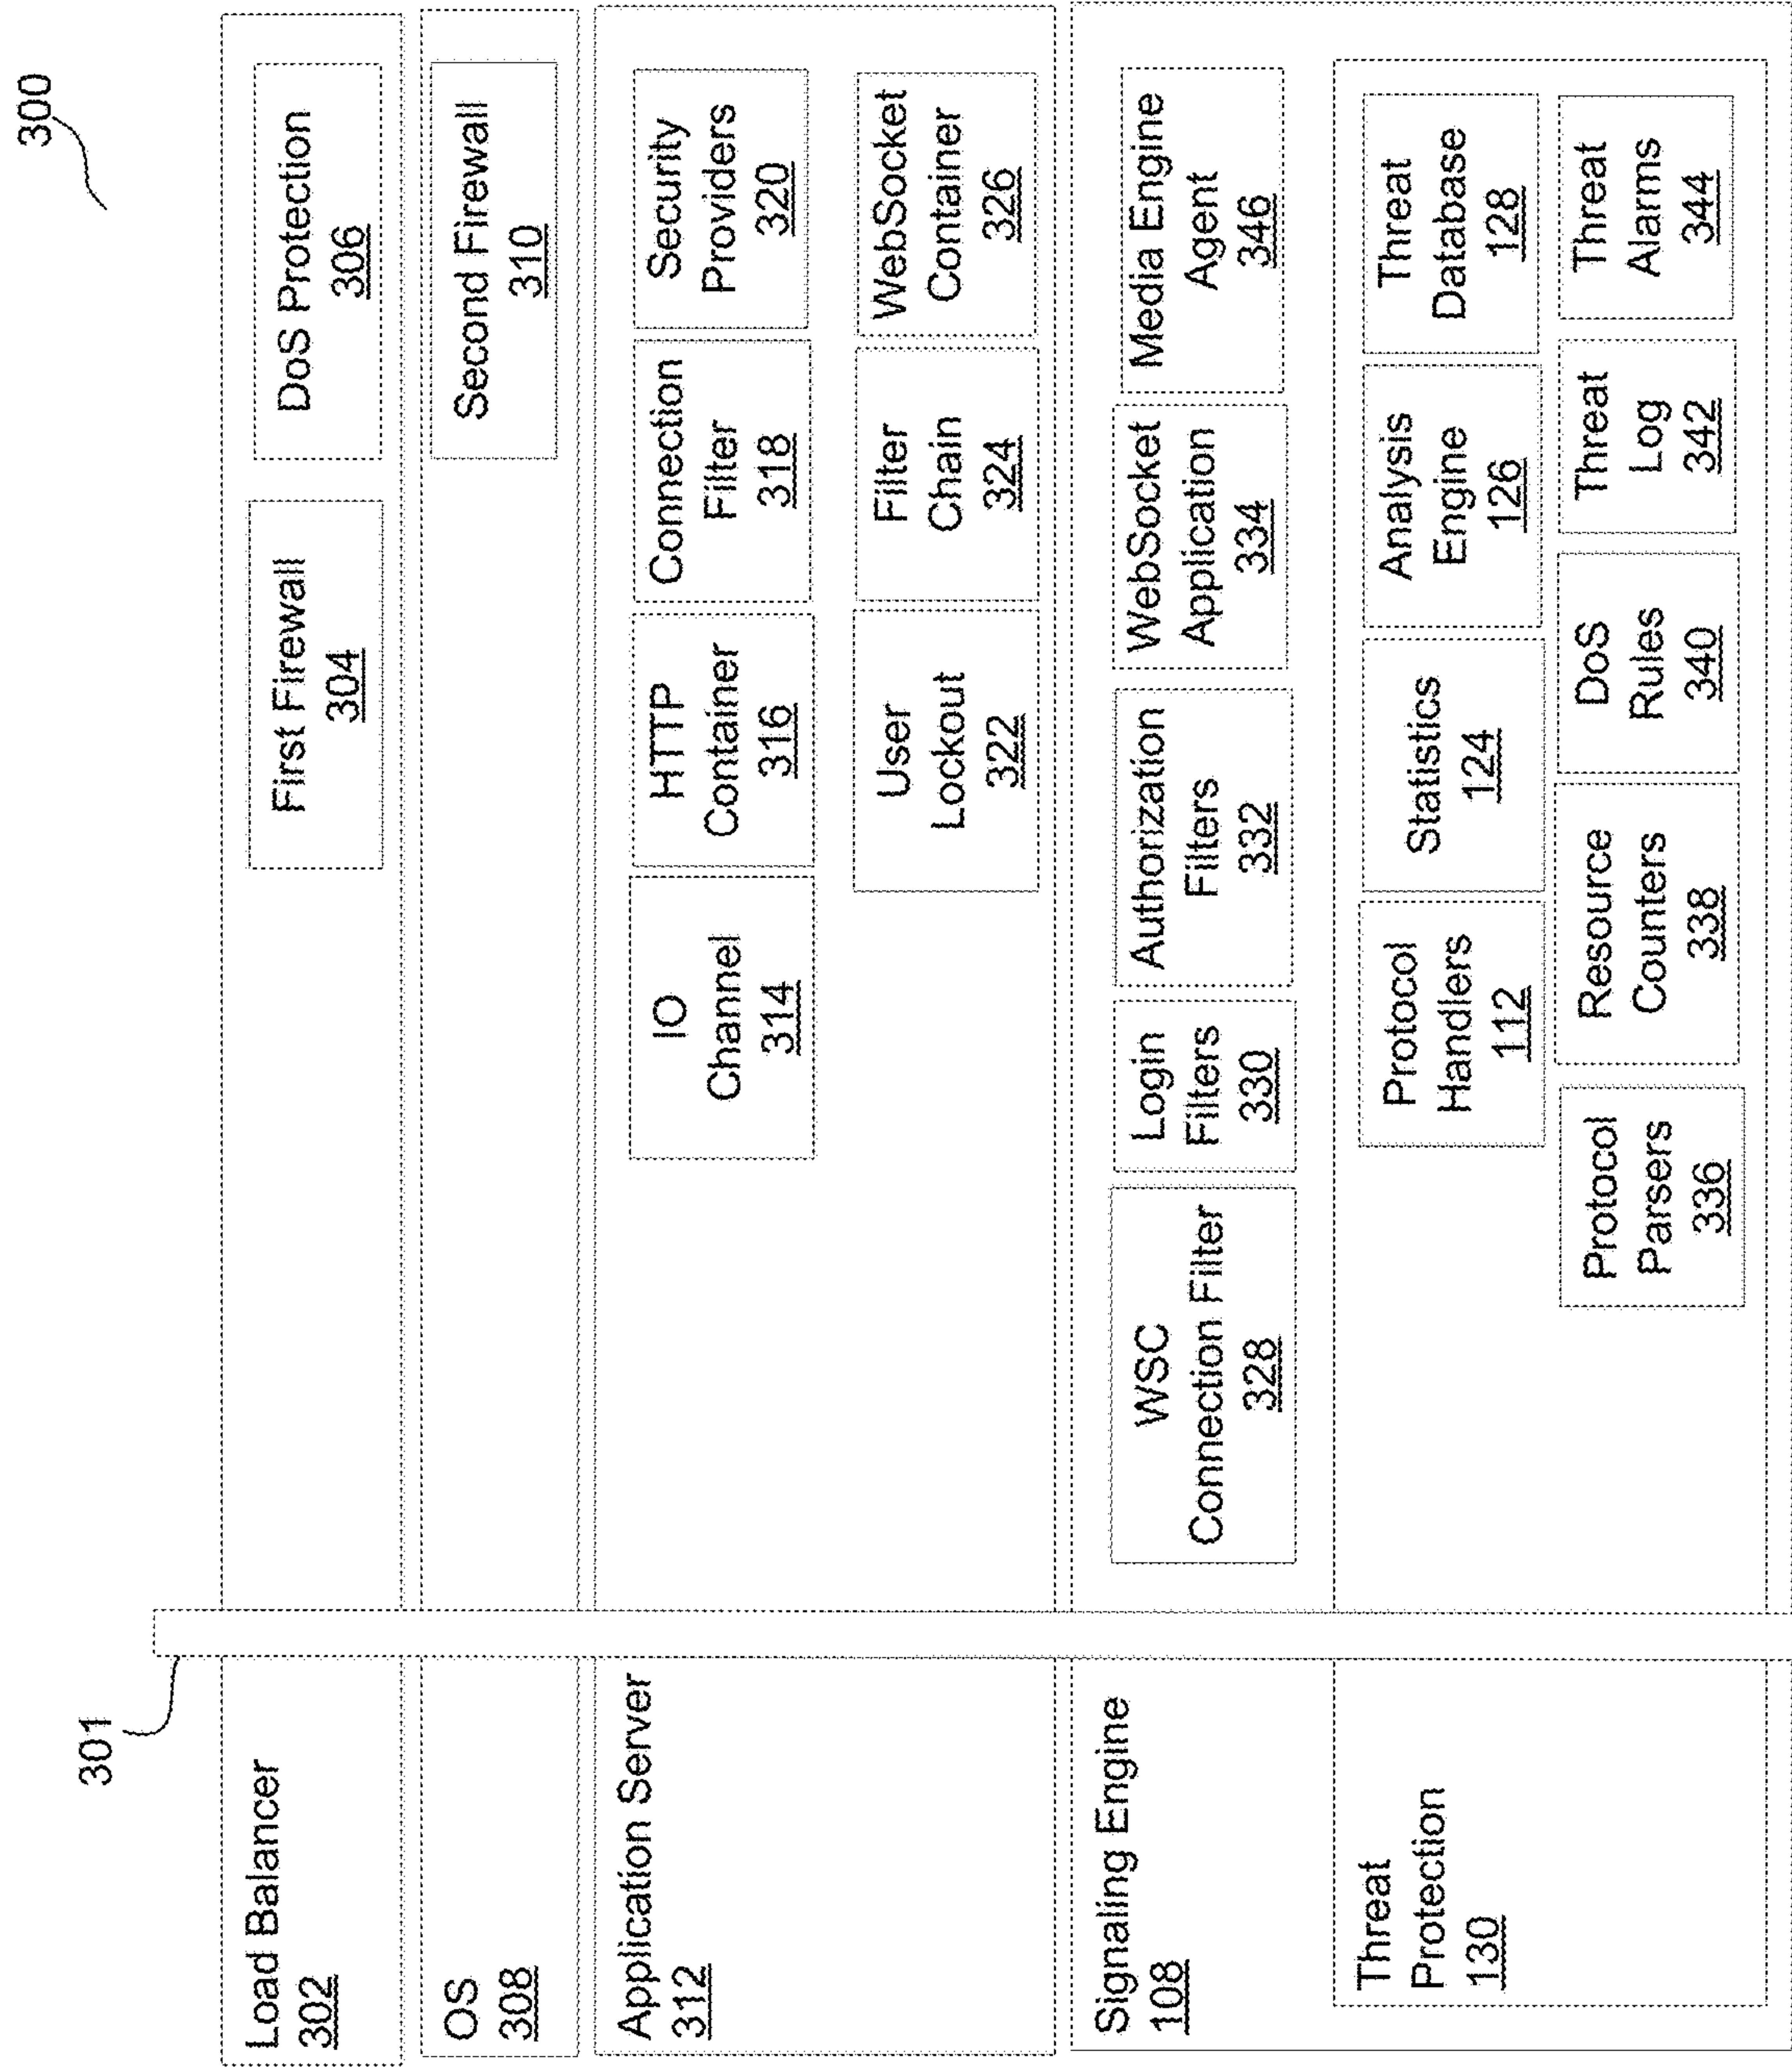 300
301
Load Balancer
302
First Firewall
304
DoS Protection
306
OS
308
Second Firewall
310
Application Server
312
IO
Channel
314
HTTP
Container
316
Connection
Filter
318
Security
Providers
320
User
Lockout
322
Filter
Chain
324
WebSocket
Container
326
Signaling Engine
108
WSC
Connection Filter
328
Login
Filters
330
Authorization
Filters
332
WebSocket
Application
334
Media Engine
Agent
346
Threat
Protection
130
Protocol
Handlers
112
Statistics
124
Analysis
Engine
126
Threat
Database
128
Protocol
Parsers
336
Resource
Counters
338
DoS
Rules
340
Threat
Log
342
Threat
Alarms
344